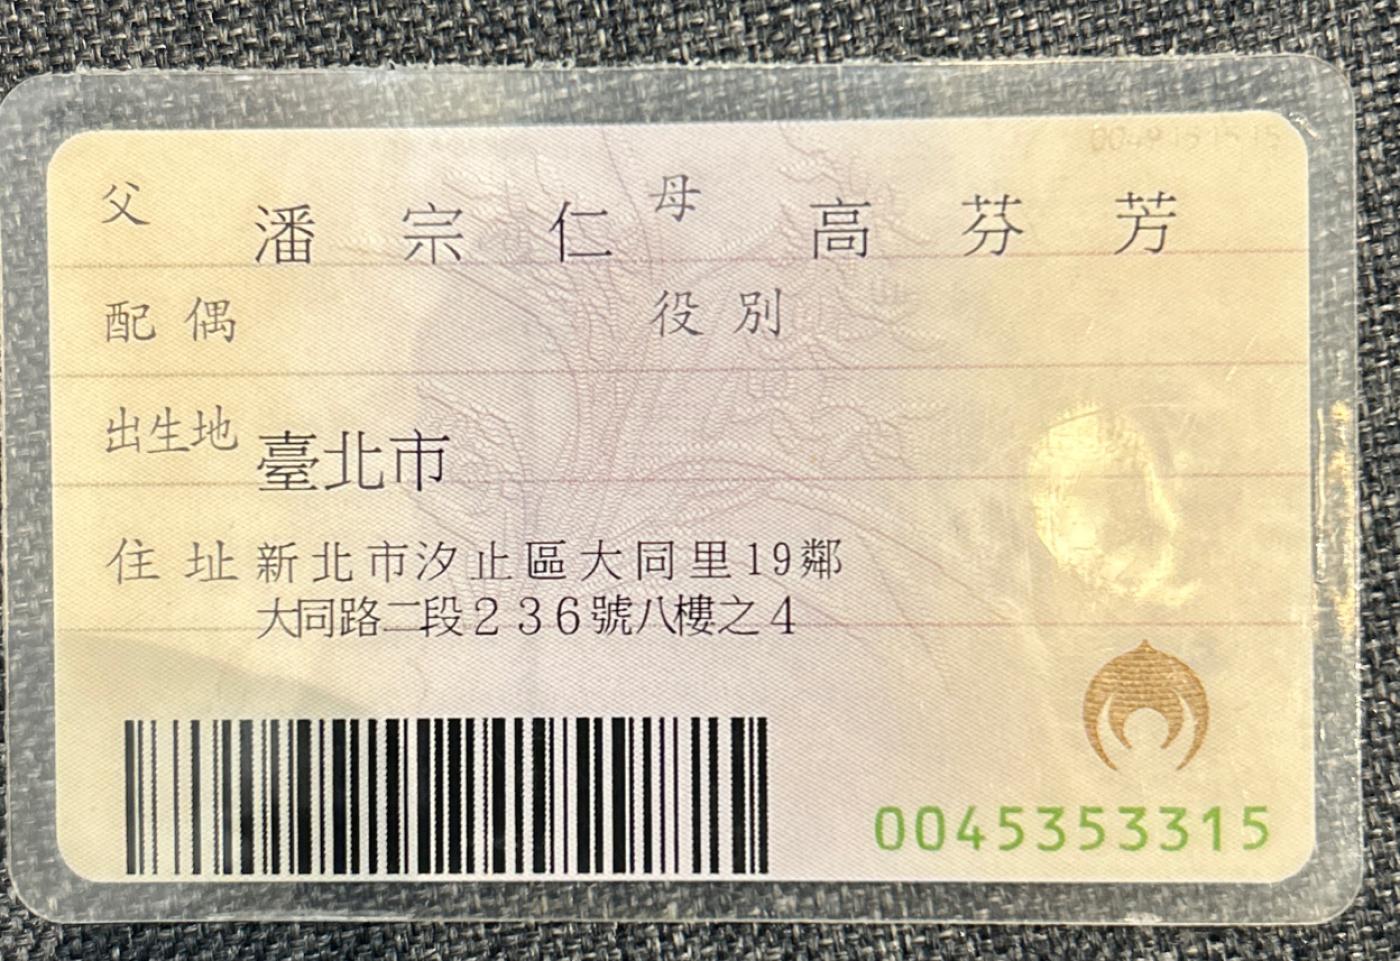 父 潘宗仁 母 高芬芳
配偶 役別
出生地 臺北市
住址 新北市汐止區大同里19鄰
大同路二段236號八樓之4
0045353315